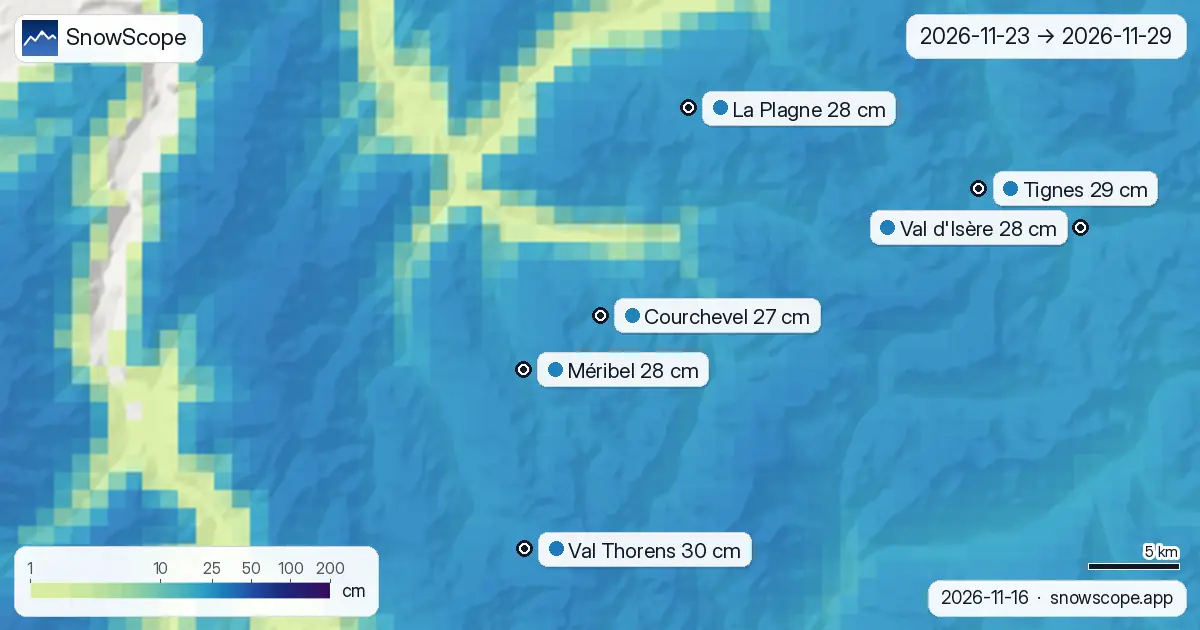 SnowScope
2026-11-23 → 2026-11-29
La Plagne 28 cm
Tignes 29 cm
Val d'Isère 28 cm
Courchevel 27 cm
Méribel 28 cm
Val Thorens 30 cm
5 km
1 10 25 50 100 200
cm
2026-11-16 · snowscope.app